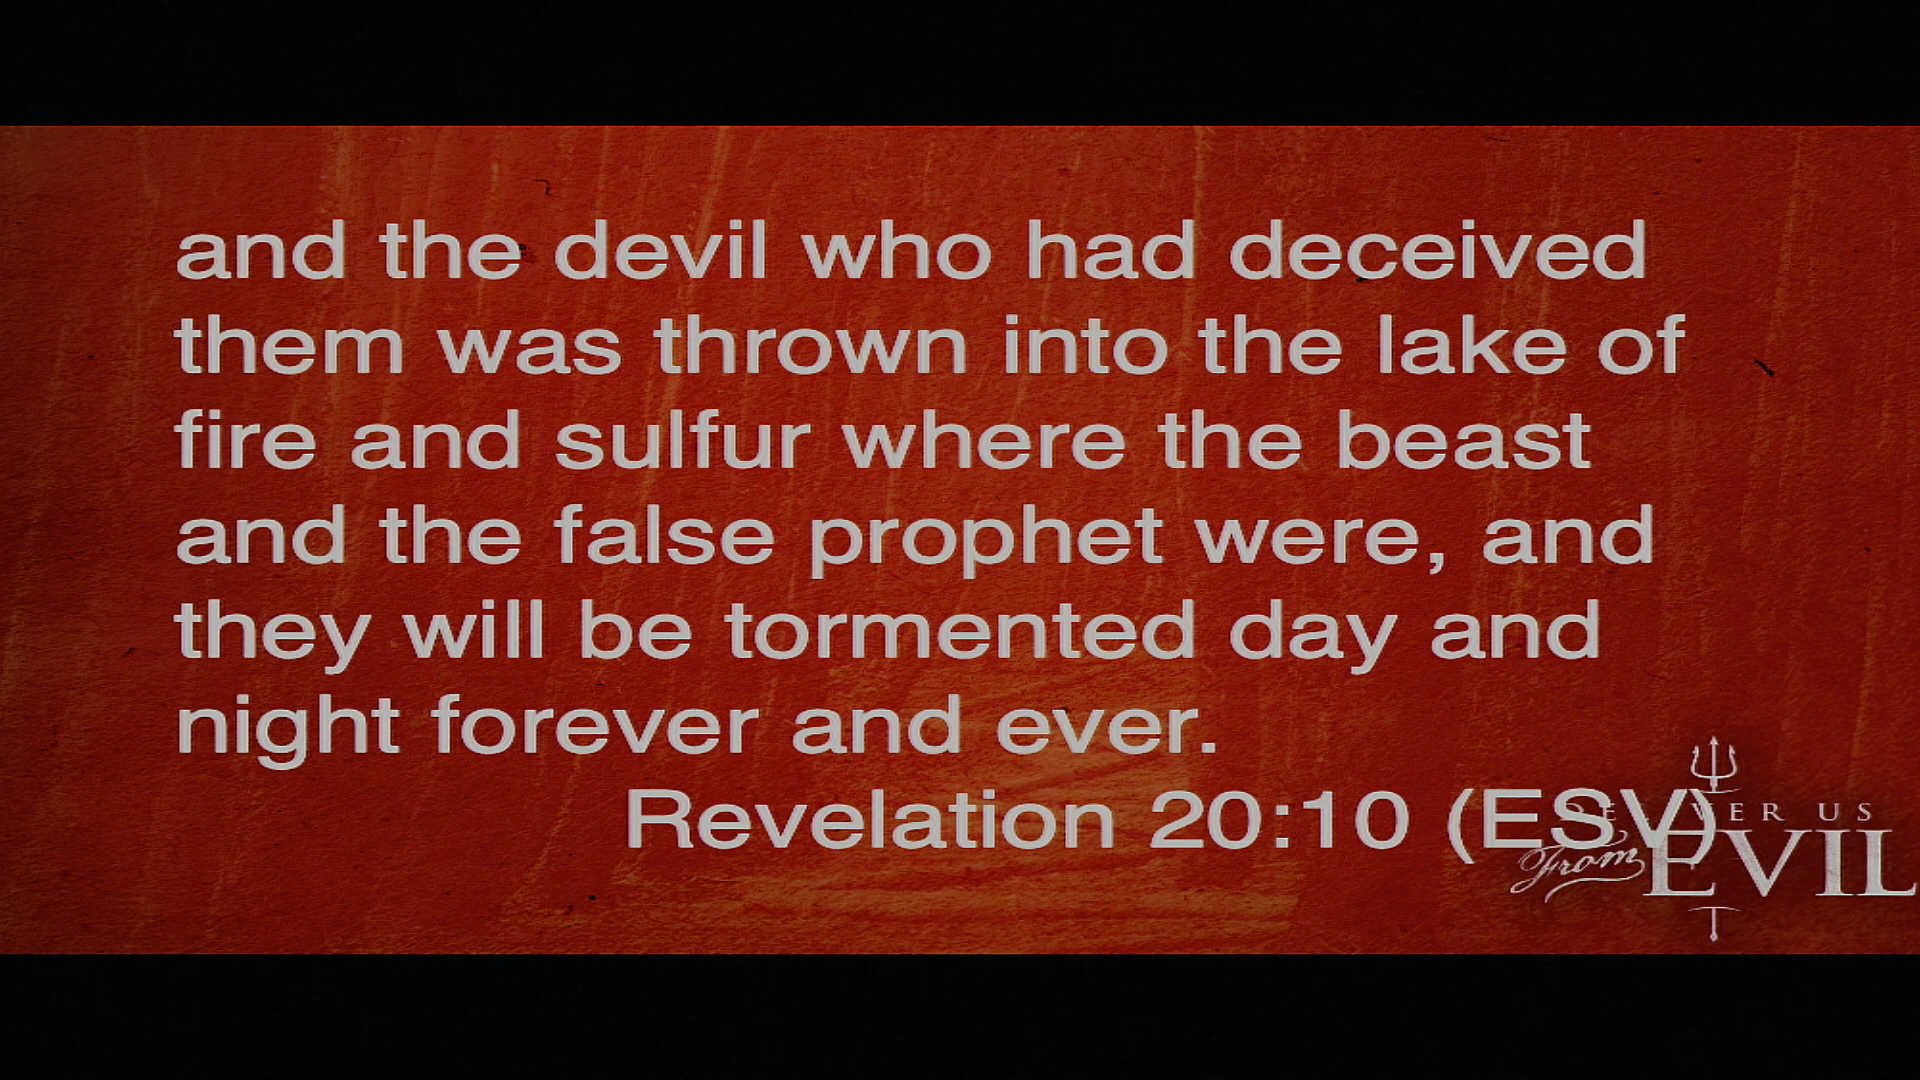 and the devil who had deceived
them was thrown into the lake of
fire and sulfur where the beast
and the false prophet were, and
they will be tormented day and
night forever and ever.
Revelation 20:10 (ESV)
DELIVER US
From EVIL